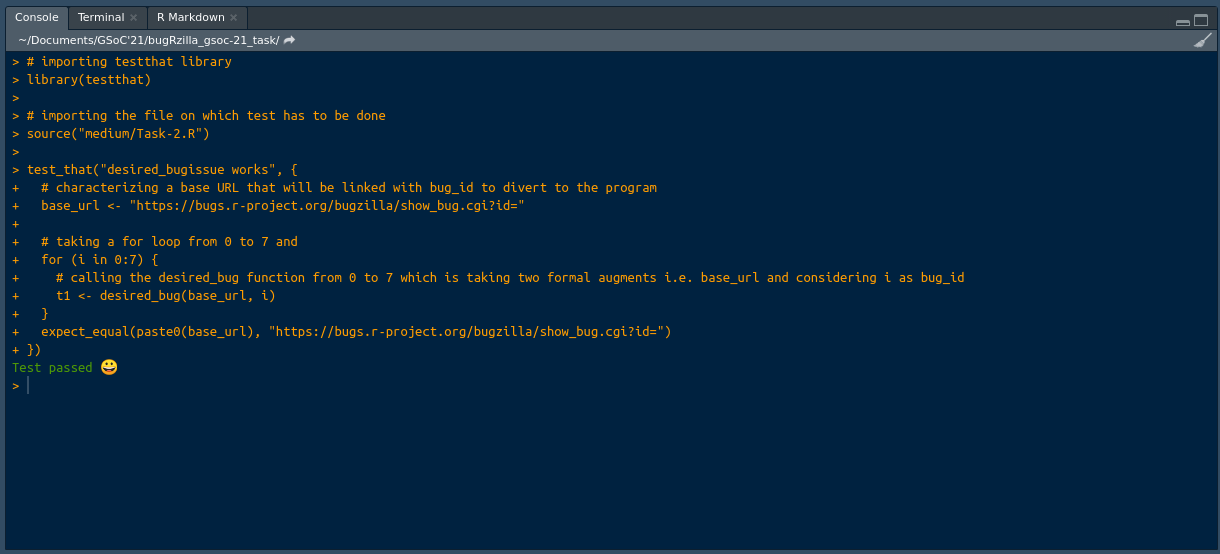 Console Terminal R Markdown
~/Documents/GSoC'21/bugRzilla_gsoc-21_task/
> # importing testthat library
> library(testthat)
>
> # importing the file on which test has to be done
> source("medium/Task-2.R")
>
> test_that("desired_bugissue works", {
+   # characterizing a base URL that will be linked with bug_id to divert to the program
+   base_url <- "https://bugs.r-project.org/bugzilla/show_bug.cgi?id="
+
+   # taking a for loop from 0 to 7 and
+   for (i in 0:7) {
+     # calling the desired_bug function from 0 to 7 which is taking two formal augments i.e. base_url and considering i as bug_id
+     t1 <- desired_bug(base_url, i)
+   }
+   expect_equal(paste0(base_url), "https://bugs.r-project.org/bugzilla/show_bug.cgi?id=")
+ })
Test passed 😀
>